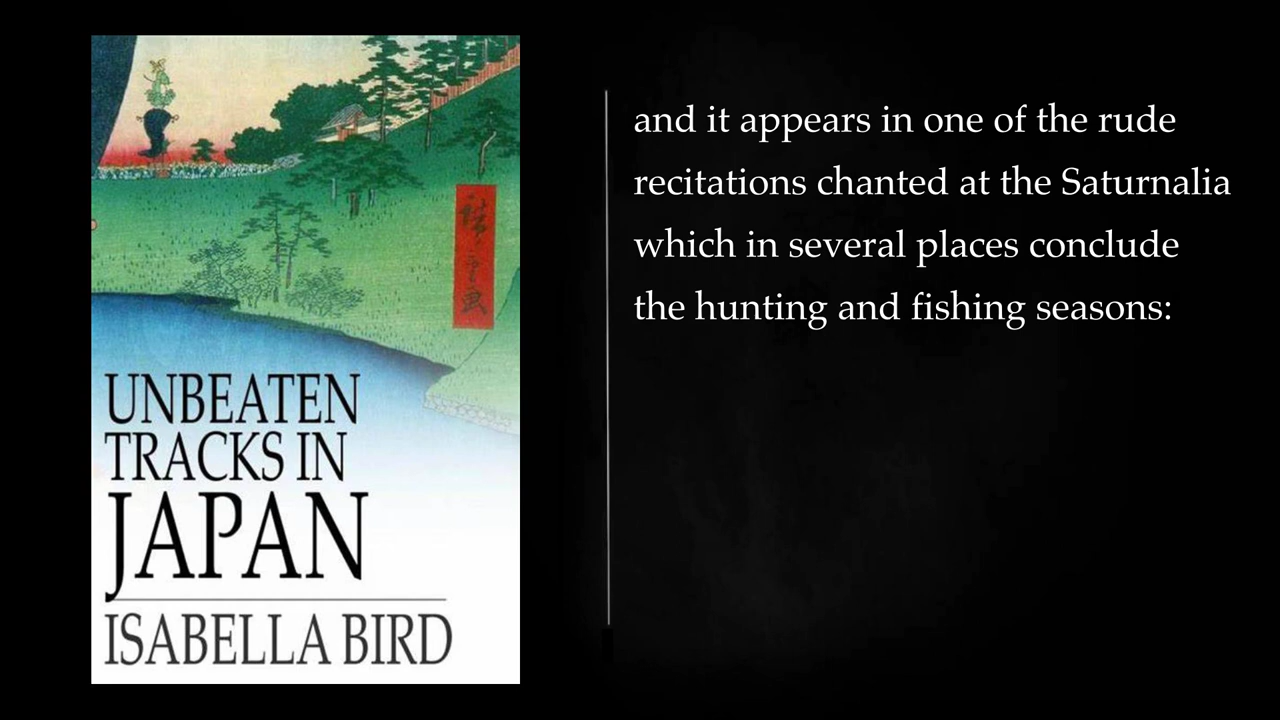 UNBEATEN
TRACKS IN
JAPAN
ISABELLA BIRD
and it appears in one of the rude
recitations chanted at the Saturnalia
which in several places conclude
the hunting and fishing seasons: